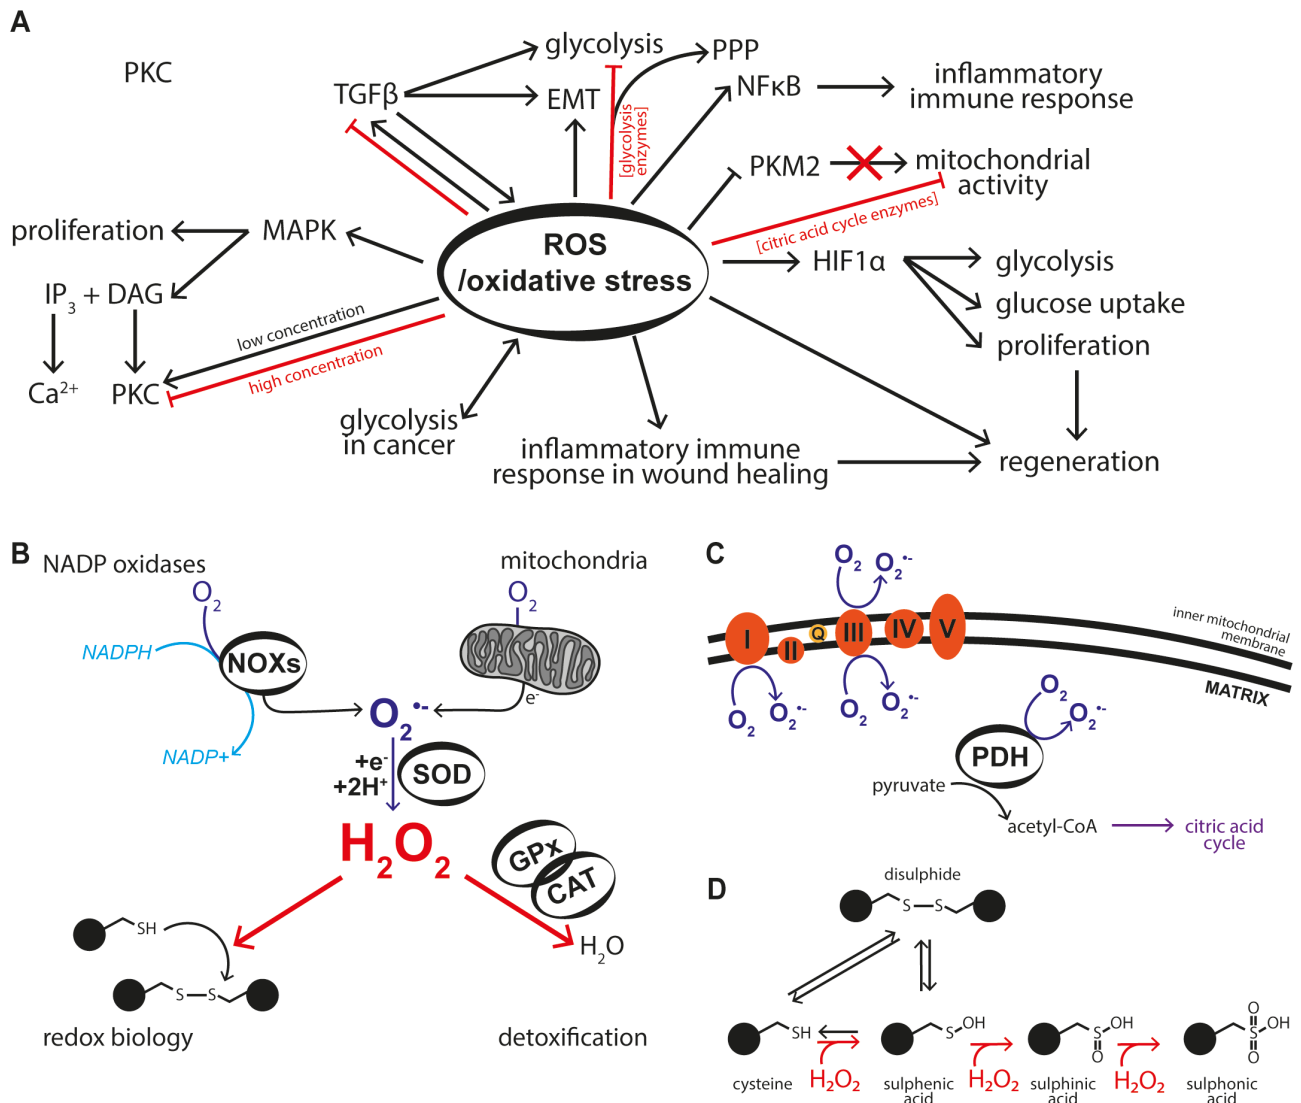 A
PKC
TGFβ
glycolysis
EMT
PPP
NFκB
inflammatory
immune response
[glycolysis
enzymes]
PKM2
mitochondrial
activity
[citric acid cycle enzymes]
proliferation
MAPK
ROS
/oxidative stress
HIF1α
glycolysis
glucose uptake
proliferation
IP3 + DAG
low concentration
high concentration
Ca2+
PKC
glycolysis
in cancer
inflammatory immune
response in wound healing
regeneration
B
NADP oxidases
mitochondria
O2
O2
NADPH
NOXs
e-
O2•-
NADP+
+e-
+2H+
SOD
H2O2
GPx
CAT
SH
H2O
S S
redox biology
detoxification
C
O2
O2•-
inner mitochondrial
membrane
I
II
Q
III
IV
V
MATRIX
O2
O2•-
O2
O2•-
O2
O2•-
PDH
pyruvate
acetyl-CoA
citric acid
cycle
D
disulphide
S S
SH
S OH
S OH
O
O
S OH
O
H2O2
H2O2
H2O2
cysteine
sulphenic
acid
sulphinic
acid
sulphonic
acid